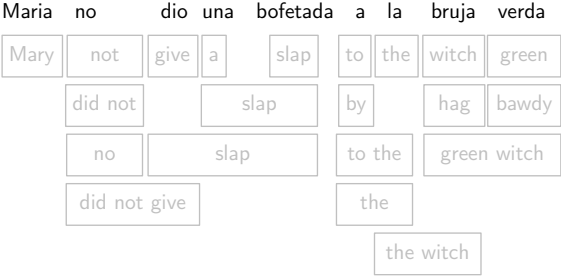 Maria no dio una bofetada a la bruja verda
Mary not give a slap to the witch green
did not slap by hag bawdy
no slap to the green witch
did not give the
the witch